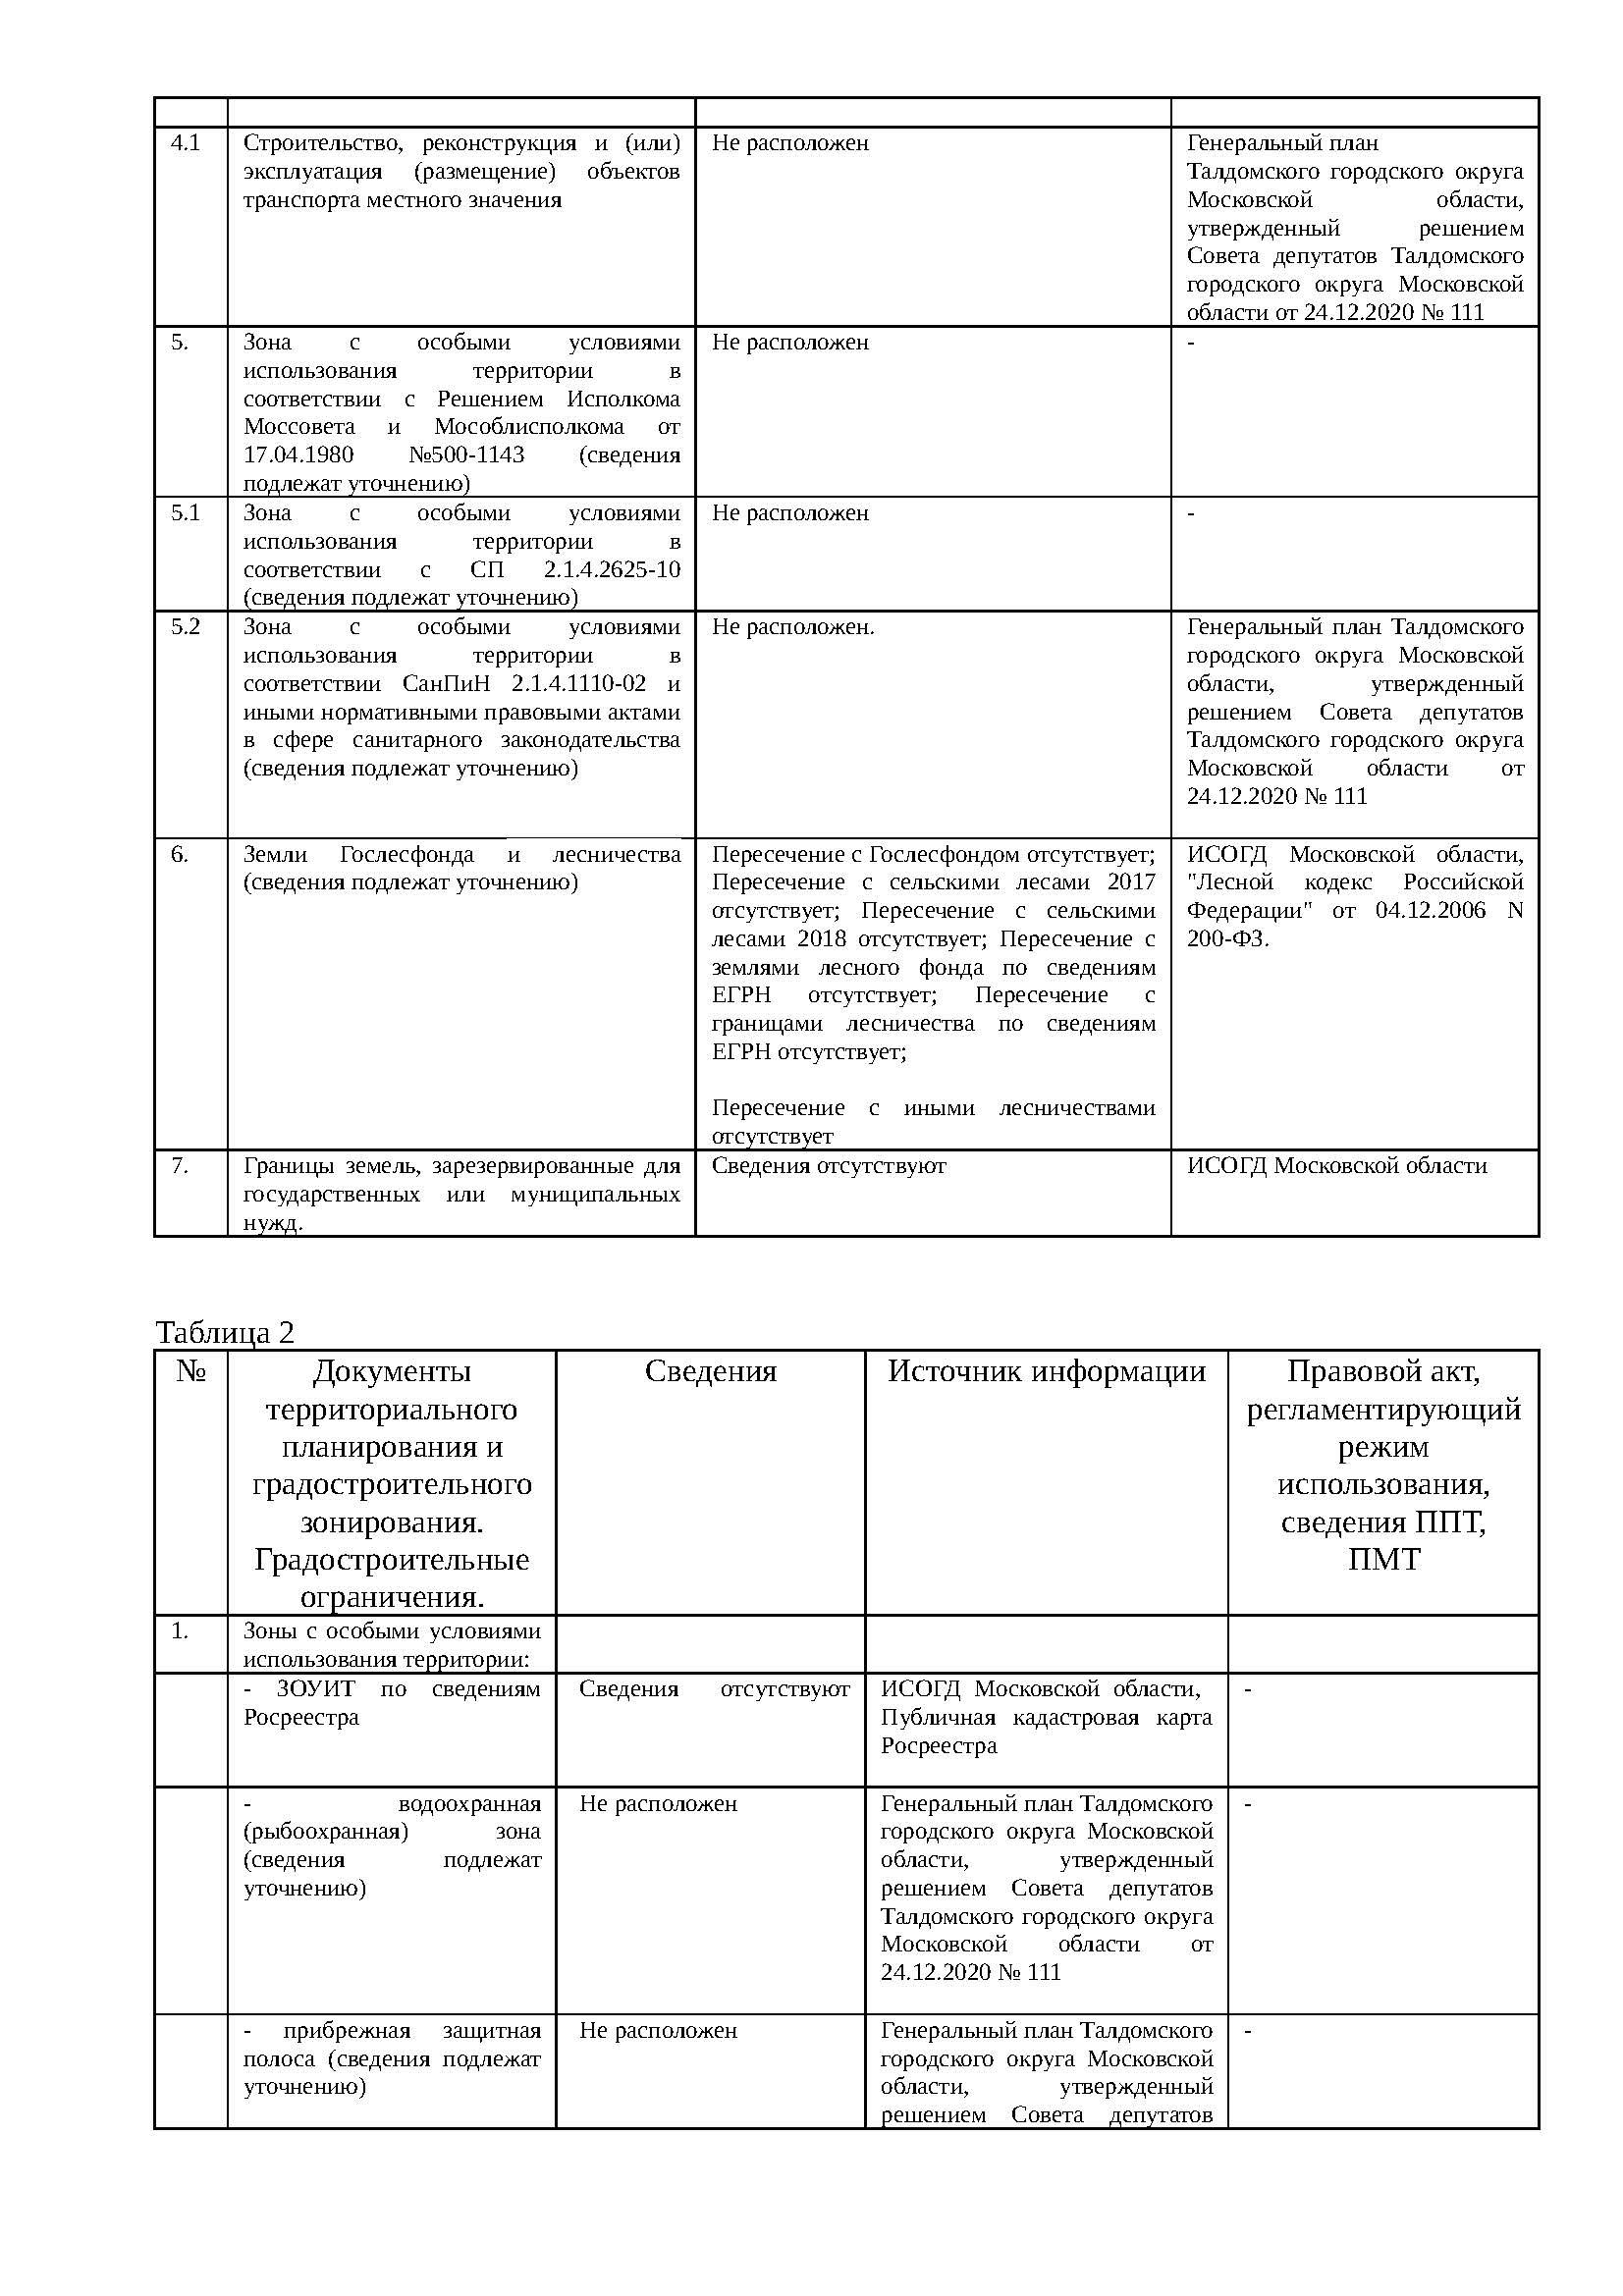 4.1 Строительство, реконструкция и (или) эксплуатация (размещение) объектов транспорта местного значения
Не расположен
Генеральный план
Талдомского городского округа
Московской области,
утвержденный решением
Совета депутатов Талдомского
городского округа Московской
области от 24.12.2020 № 111
5.
Зона с особыми условиями
использования территории в
соответствии с Решением Исполкома
Моссовета и Мособлисполкома от
17.04.1980 №500-1143 (сведения
подлежат уточнению)
Не расположен
-
5.1
Зона с особыми условиями
использования территории в
соответствии с СП 2.1.4.2625-10
(сведения подлежат уточнению)
Не расположен
-
5.2
Зона с особыми условиями
использования территории в
соответствии СанПиН 2.1.4.1110-02 и
иными нормативными правовыми актами
в сфере санитарного законодательства
(сведения подлежат уточнению)
Не расположен.
Генеральный план Талдомского
городского округа Московской
области, утвержденный
решением Совета депутатов
Талдомского городского округа
Московской области от
24.12.2020 № 111
6.
Земли Гослесфонда и лесничества
(сведения подлежат уточнению)
Пересечение с Гослесфондом отсутствует;
Пересечение с сельскими лесами 2017
отсутствует; Пересечение с сельскими
лесами 2018 отсутствует; Пересечение с
землями лесного фонда по сведениям
ЕГРН отсутствует; Пересечение с
границами лесничества по сведениям
ЕГРН отсутствует;
Пересечение с иными лесничествами
отсутствует
ИСОГД Московской области,
"Лесной кодекс Российской
Федерации" от 04.12.2006 N
200-ФЗ.
7.
Границы земель, зарезервированные для
государственных или муниципальных
нужд.
Сведения отсутствуют
ИСОГД Московской области
Таблица 2
№
Документы
территориального
планирования и
градостроительного
зонирования.
Градостроительные
ограничения.
Сведения
Источник информации
Правовой акт,
регламентирующий
режим
использования,
сведения ППТ,
ПМТ
1.
Зоны с особыми условиями
использования территории:
- ЗОУИТ по сведениям
Росреестра
Сведения отсутствуют
ИСОГД Московской области,
Публичная кадастровая карта
Росреестра
-
- водоохранная
(рыбоохранная) зона
(сведения подлежат
уточнению)
Не расположен
Генеральный план Талдомского
городского округа Московской
области, утвержденный
решением Совета депутатов
Талдомского городского округа
Московской области от
24.12.2020 № 111
-
- прибрежная защитная
полоса (сведения подлежат
уточнению)
Не расположен
Генеральный план Талдомского
городского округа Московской
области, утвержденный
решением Совета депутатов
-